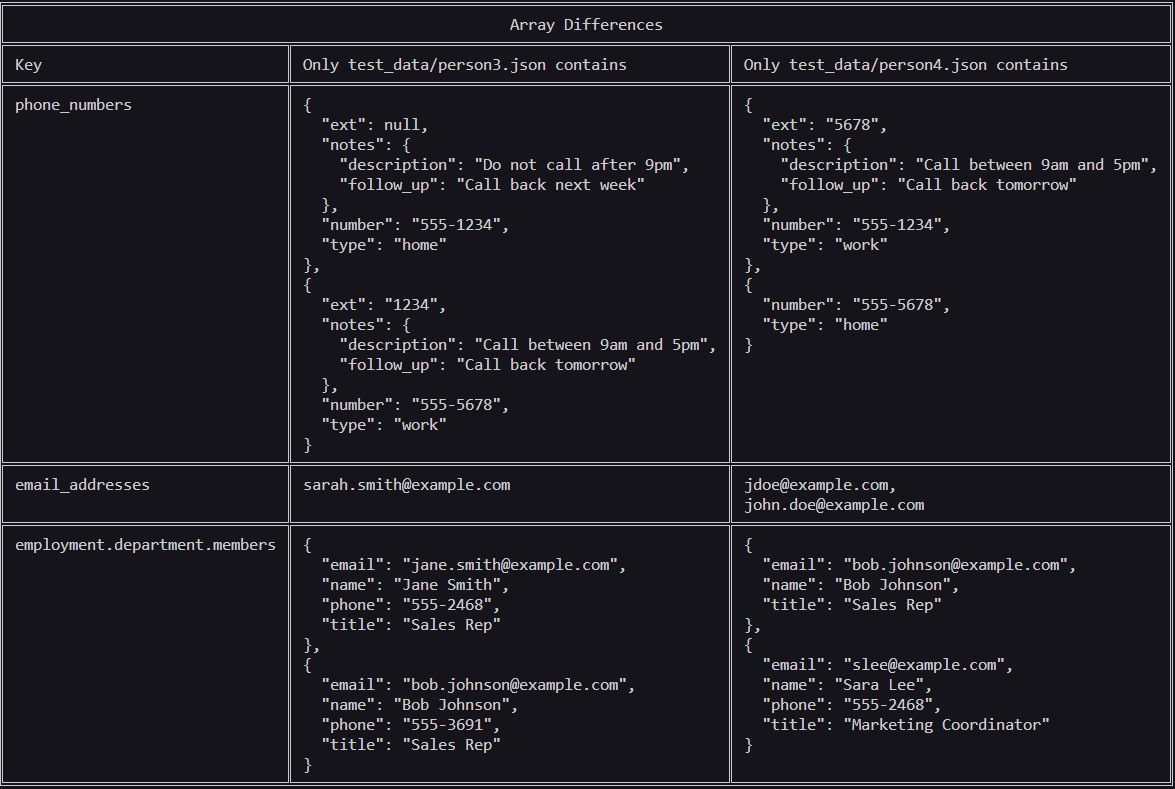 Array Differences
Key
Only test_data/person3.json contains
Only test_data/person4.json contains
phone_numbers
{
  "ext": null,
  "notes": {
    "description": "Do not call after 9pm",
    "follow_up": "Call back next week"
  },
  "number": "555-1234",
  "type": "home"
},
{
  "ext": "1234",
  "notes": {
    "description": "Call between 9am and 5pm",
    "follow_up": "Call back tomorrow"
  },
  "number": "555-5678",
  "type": "work"
}
{
  "ext": "5678",
  "notes": {
    "description": "Call between 9am and 5pm",
    "follow_up": "Call back tomorrow"
  },
  "number": "555-1234",
  "type": "work"
},
{
  "number": "555-5678",
  "type": "home"
}
email_addresses
sarah.smith@example.com
jdoe@example.com,
john.doe@example.com
employment.department.members
{
  "email": "jane.smith@example.com",
  "name": "Jane Smith",
  "phone": "555-2468",
  "title": "Sales Rep"
},
{
  "email": "bob.johnson@example.com",
  "name": "Bob Johnson",
  "phone": "555-3691",
  "title": "Sales Rep"
}
{
  "email": "bob.johnson@example.com",
  "name": "Bob Johnson",
  "title": "Sales Rep"
},
{
  "email": "slee@example.com",
  "name": "Sara Lee",
  "phone": "555-2468",
  "title": "Marketing Coordinator"
}